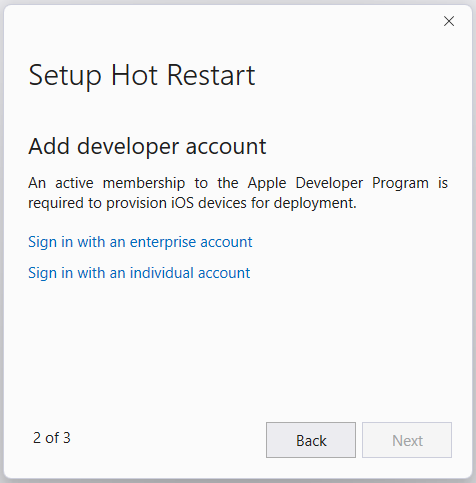 Setup Hot Restart
Add developer account
An active membership to the Apple Developer Program is
required to provision iOS devices for deployment.
Sign in with an enterprise account
Sign in with an individual account
2 of 3
Back
Next